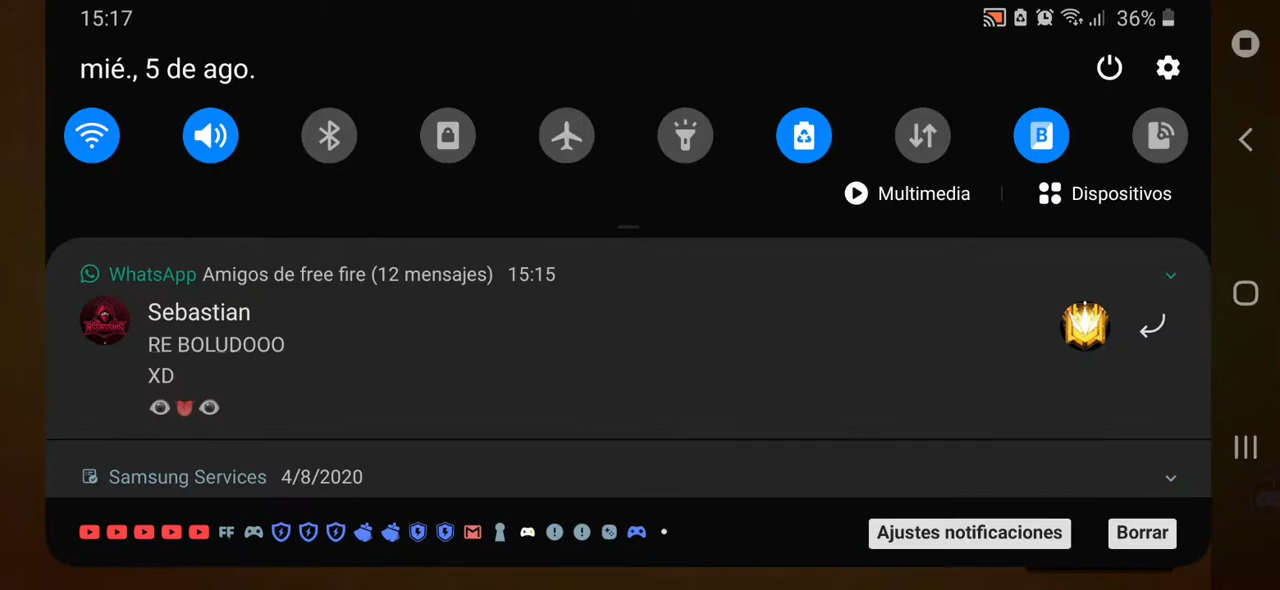 15:17
36%
mié., 5 de ago.
B
Multimedia
Dispositivos
WhatsApp Amigos de free fire (12 mensajes) 15:15
Sebastian
RE BOLUDOOO
XD
👁👅👁
Samsung Services 4/8/2020
FF
Ajustes notificaciones
Borrar